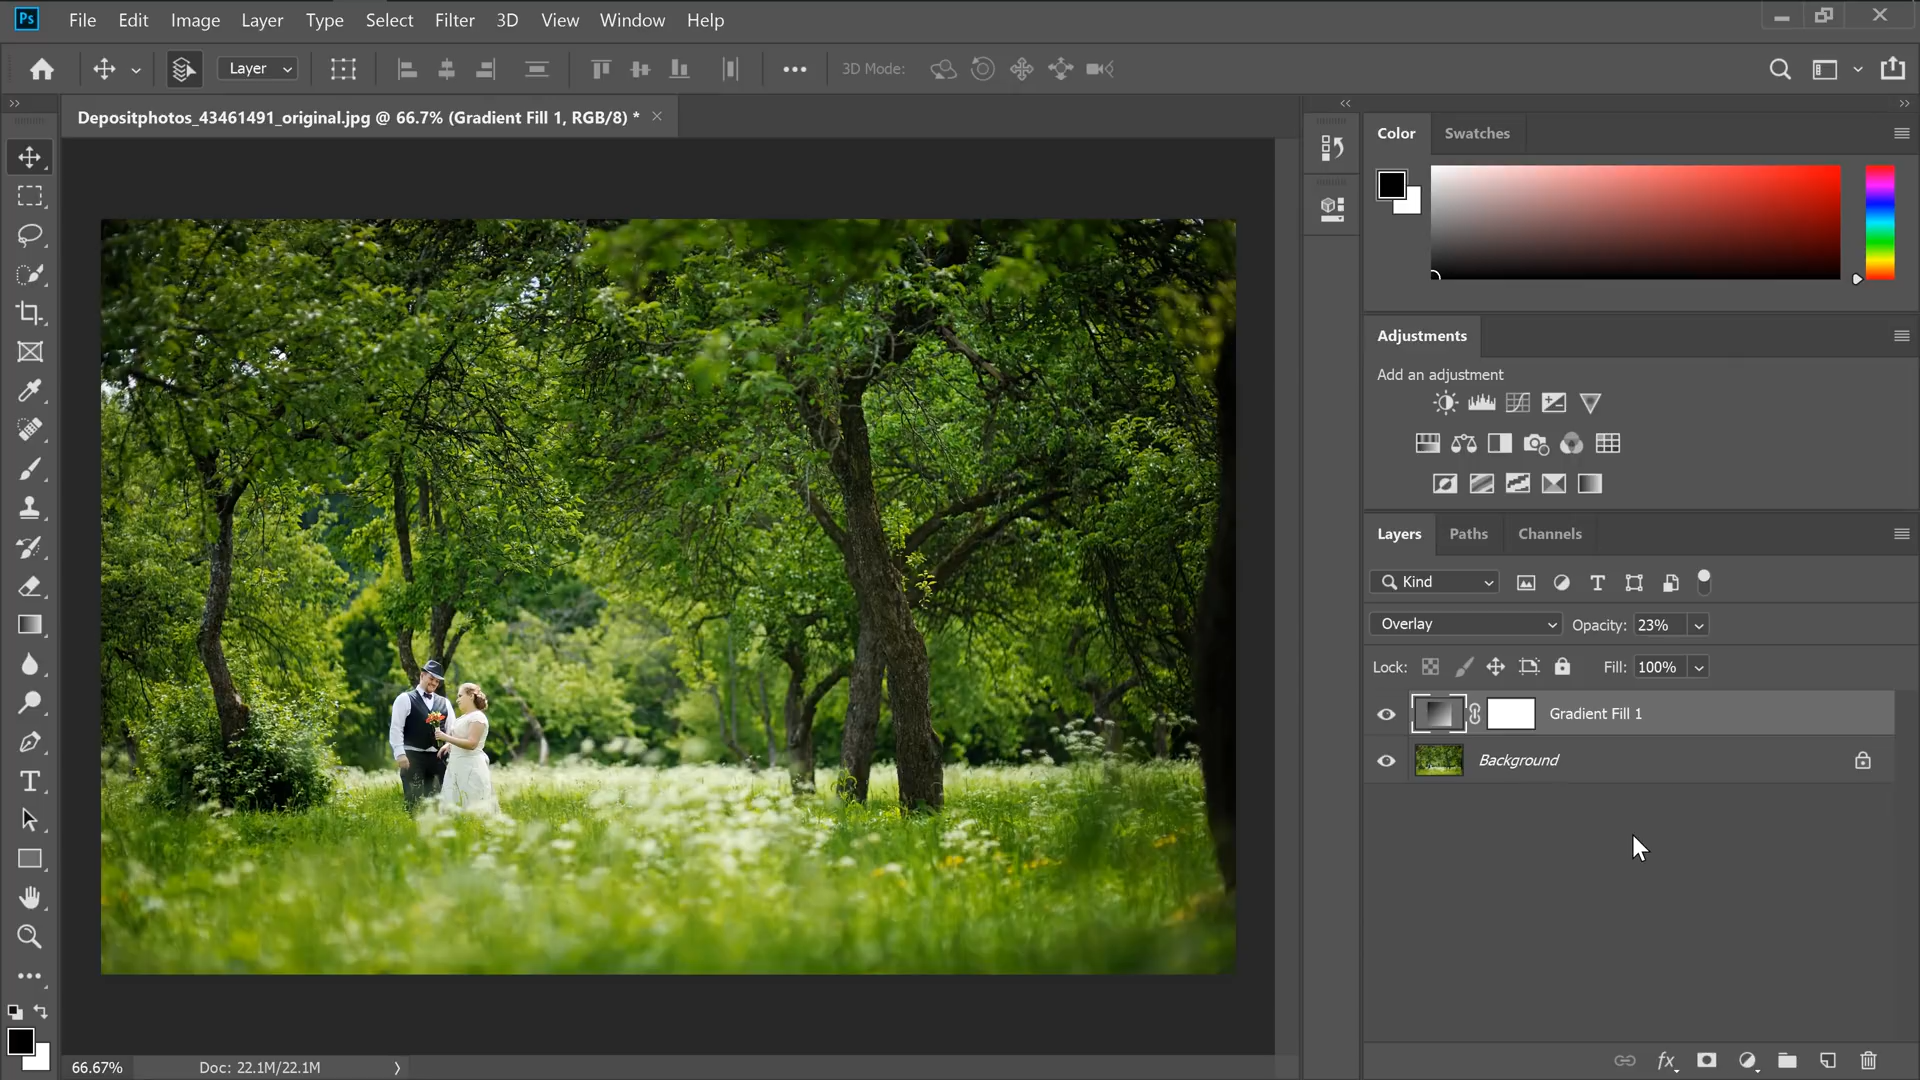 Ps File Edit Image Layer Type Select Filter 3D View Window Help
Layer 3D Mode:
Depositphotos_43461491_original.jpg @ 66.7% (Gradient Fill 1, RGB/8) *
Color Swatches
Adjustments
Add an adjustment
Layers Paths Channels
Kind T
Overlay Opacity: 23%
Lock: Fill: 100%
Gradient Fill 1
Background
T
66.67% Doc: 22.1M/22.1M
fx